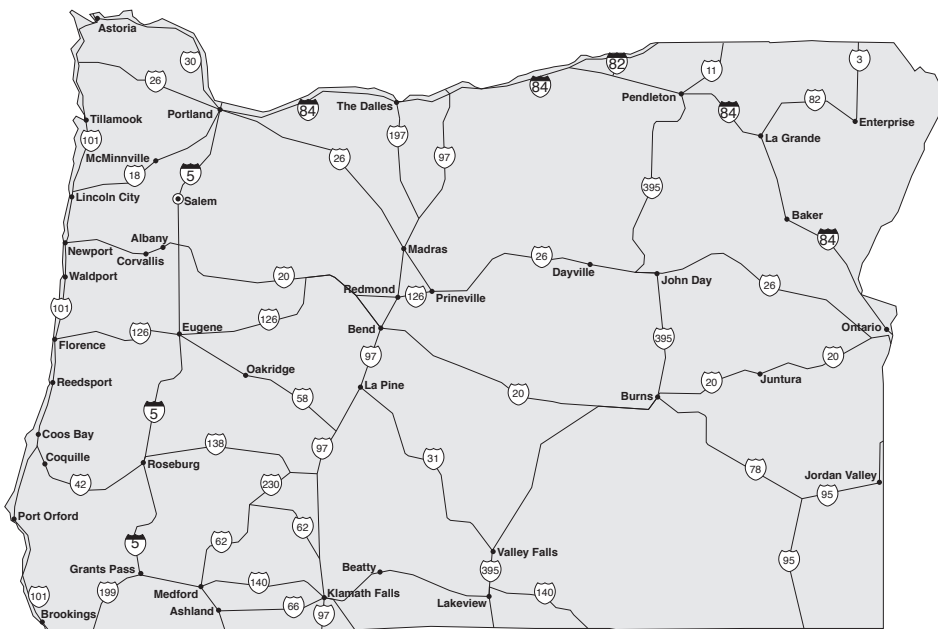 Astoria
30
82
11
3
26
84
84
Portland
The Dalles
Pendleton
84
82
Enterprise
Tillamook
101
197
97
La Grande
McMinnville
18
5
26
395
Lincoln City
Salem
Baker
84
Newport
Albany
Corvallis
Madras
26
Dayville
Waldport
20
Redmond
126
Prineville
John Day
26
101
126
126
Eugene
Bend
Ontario
Florence
97
395
20
Reedsport
Oakridge
58
La Pine
20
Burns
20
Juntura
5
Coos Bay
138
97
Coquille
Roseburg
31
78
Jordan Valley
42
230
95
Port Orford
62
62
5
Valley Falls
95
Grants Pass
Beatty
395
101
199
Medford
140
Klamath Falls
Lakeview
140
Brookings
Ashland
66
97